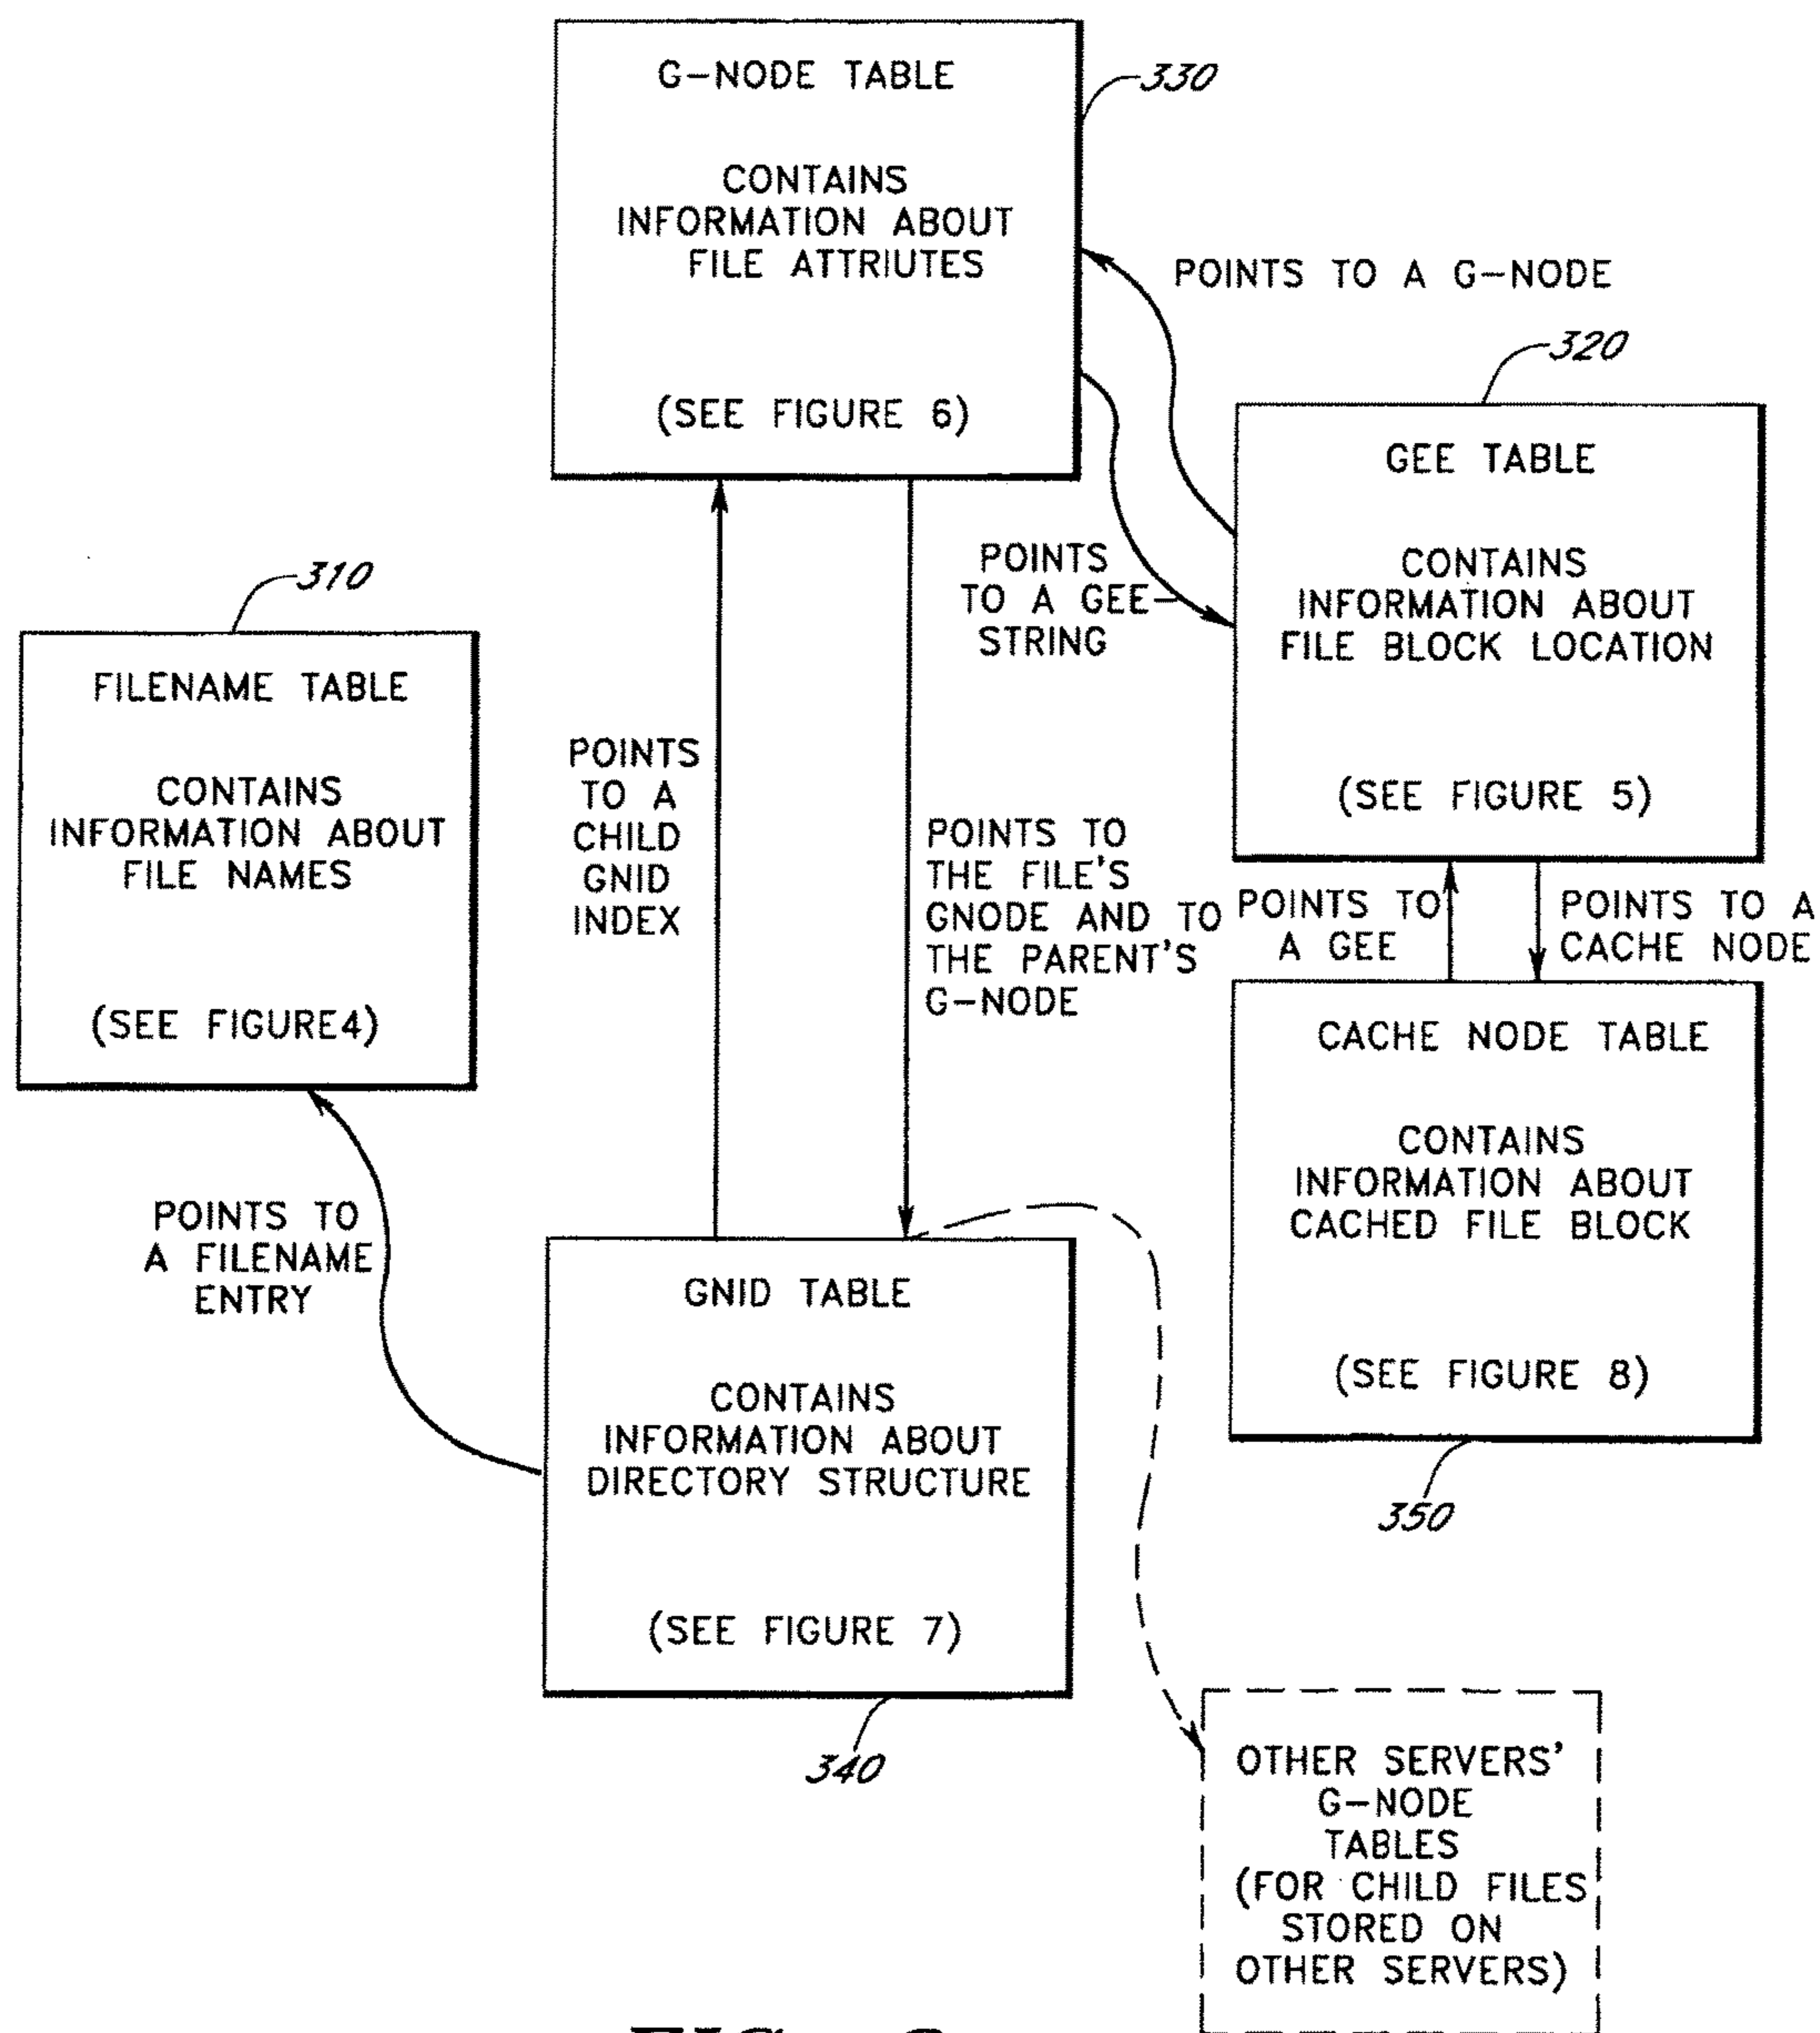 G-NODE TABLE
CONTAINS
INFORMATION ABOUT
FILE ATTRIUTES
(SEE FIGURE 6)
330
POINTS TO A G-NODE
320
GEE TABLE
CONTAINS
INFORMATION ABOUT
FILE BLOCK LOCATION
(SEE FIGURE 5)
POINTS
TO A GEE-
STRING
310
FILENAME TABLE
CONTAINS
INFORMATION ABOUT
FILE NAMES
(SEE FIGURE4)
POINTS
TO A
CHILD
GNID
INDEX
POINTS TO
THE FILE'S
GNODE AND TO
THE PARENT'S
G-NODE
POINTS TO
A GEE
POINTS TO A
CACHE NODE
CACHE NODE TABLE
CONTAINS
INFORMATION ABOUT
CACHED FILE BLOCK
(SEE FIGURE 8)
350
POINTS TO
A FILENAME
ENTRY
GNID TABLE
CONTAINS
INFORMATION ABOUT
DIRECTORY STRUCTURE
(SEE FIGURE 7)
340
OTHER SERVERS'
G-NODE
TABLES
(FOR CHILD FILES
STORED ON
OTHER SERVERS)